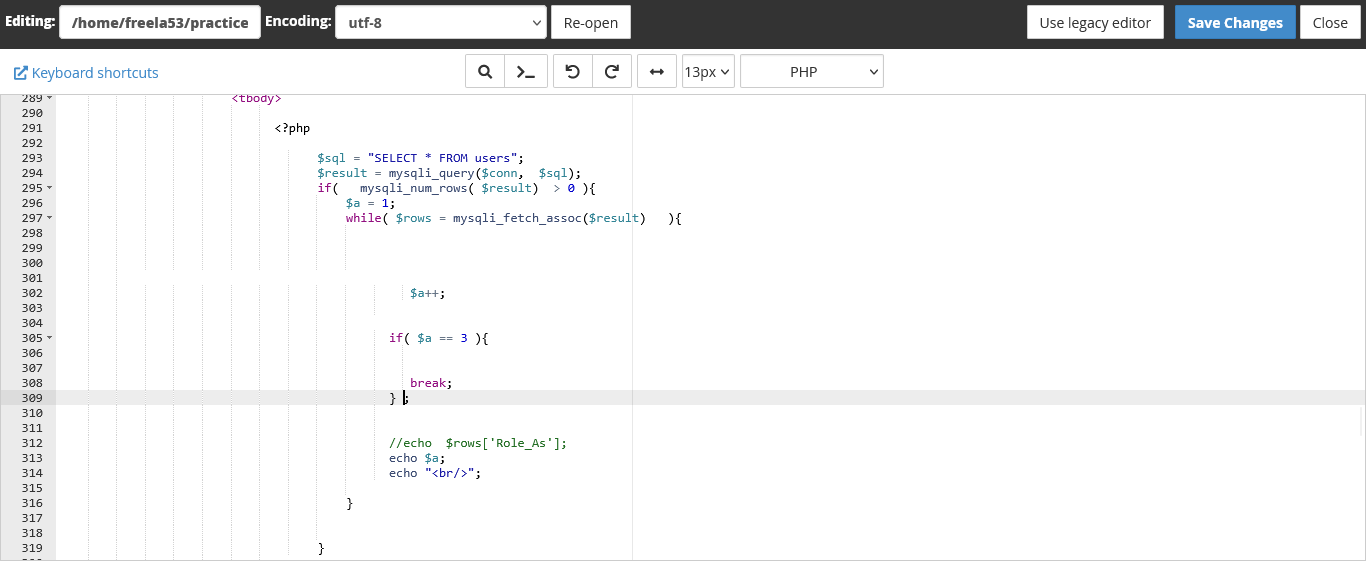 Editing: /home/freela53/practice Encoding: utf-8 Re-open Use legacy editor Save Changes Close
Keyboard shortcuts 13px PHP
289 <tbody>
290
291 <?php
292
293 $sql = "SELECT * FROM users";
294 $result = mysqli_query($conn,  $sql);
295 if(   mysqli_num_rows( $result)  > 0 ){
296 $a = 1;
297 while( $rows = mysqli_fetch_assoc($result)   ){
298
299
300
301
302 $a++;
303
304
305 if( $a == 3 ){
306
307
308 break;
309 } ;
310
311
312 //echo  $rows['Role_As'];
313 echo $a;
314 echo "<br/>";
315
316 }
317
318
319 }